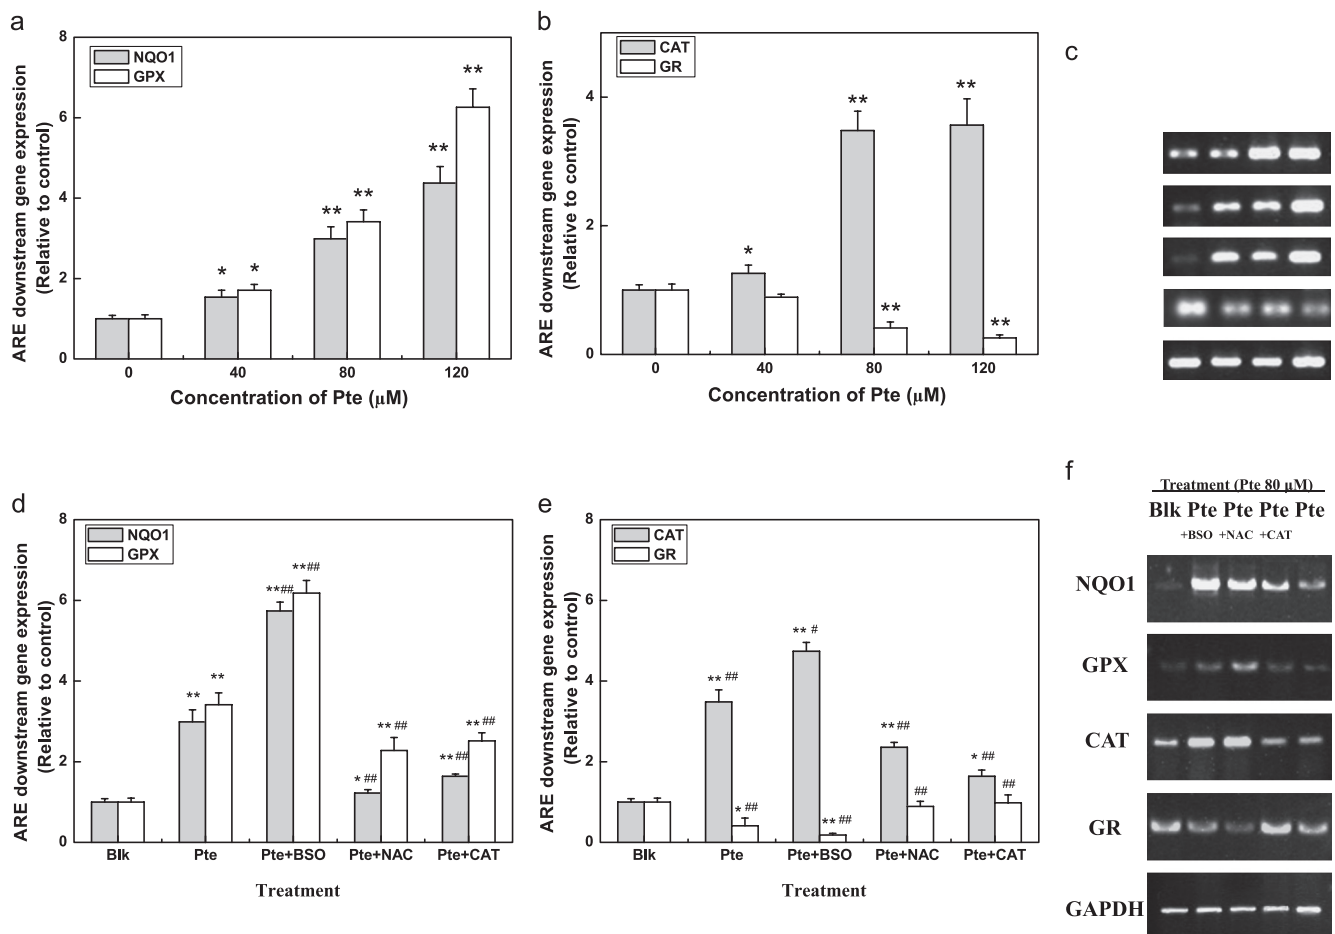 a
8
6
4
2
0
ARE downstream gene expression
(Relative to control)
NQO1
GPX
*
*
**
**
**
**
0
40
80
120
Concentration of Pte (μM)
b
4
2
0
ARE downstream gene expression
(Relative to control)
CAT
GR
*
**
**
**
**
0
40
80
120
Concentration of Pte (μM)
c
d
8
6
4
2
0
ARE downstream gene expression
(Relative to control)
NQO1
GPX
**
**
**##
**##
*##
**##
**##
**##
Blk
Pte
Pte+BSO
Pte+NAC
Pte+CAT
Treatment
e
8
6
4
2
0
ARE downstream gene expression
(Relative to control)
CAT
GR
** ##
* ##
** #
** ##
** ##
##
* ##
##
Blk
Pte
Pte+BSO
Pte+NAC
Pte+CAT
Treatment
f
Treatment (Pte 80 μM)
Blk Pte Pte Pte Pte
+BSO +NAC +CAT
NQO1
GPX
CAT
GR
GAPDH